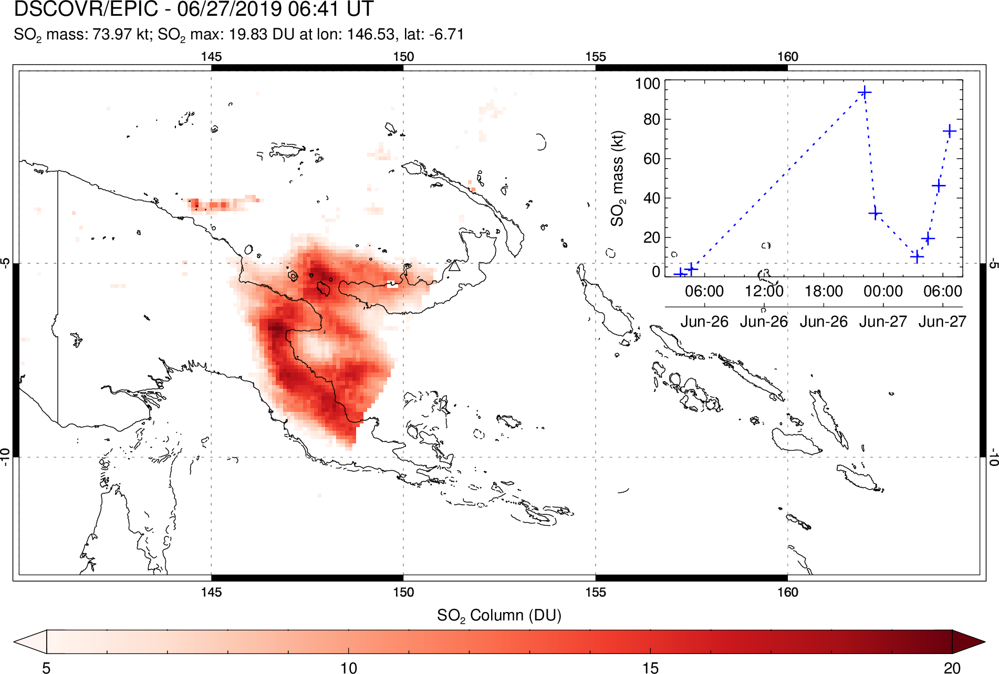 DSCOVR/EPIC - 06/27/2019 06:41 UT
SO₂ mass: 73.97 kt; SO₂ max: 19.83 DU at lon: 146.53, lat: -6.71
145 150 155 160
100
80
60
40
20
0
SO₂ mass (kt)
06:00 12:00 18:00 00:00 06:00
Jun-26 Jun-26 Jun-26 Jun-27 Jun-27
-5 -5
-10 -10
145 150 155 160
SO₂ Column (DU)
5 10 15 20